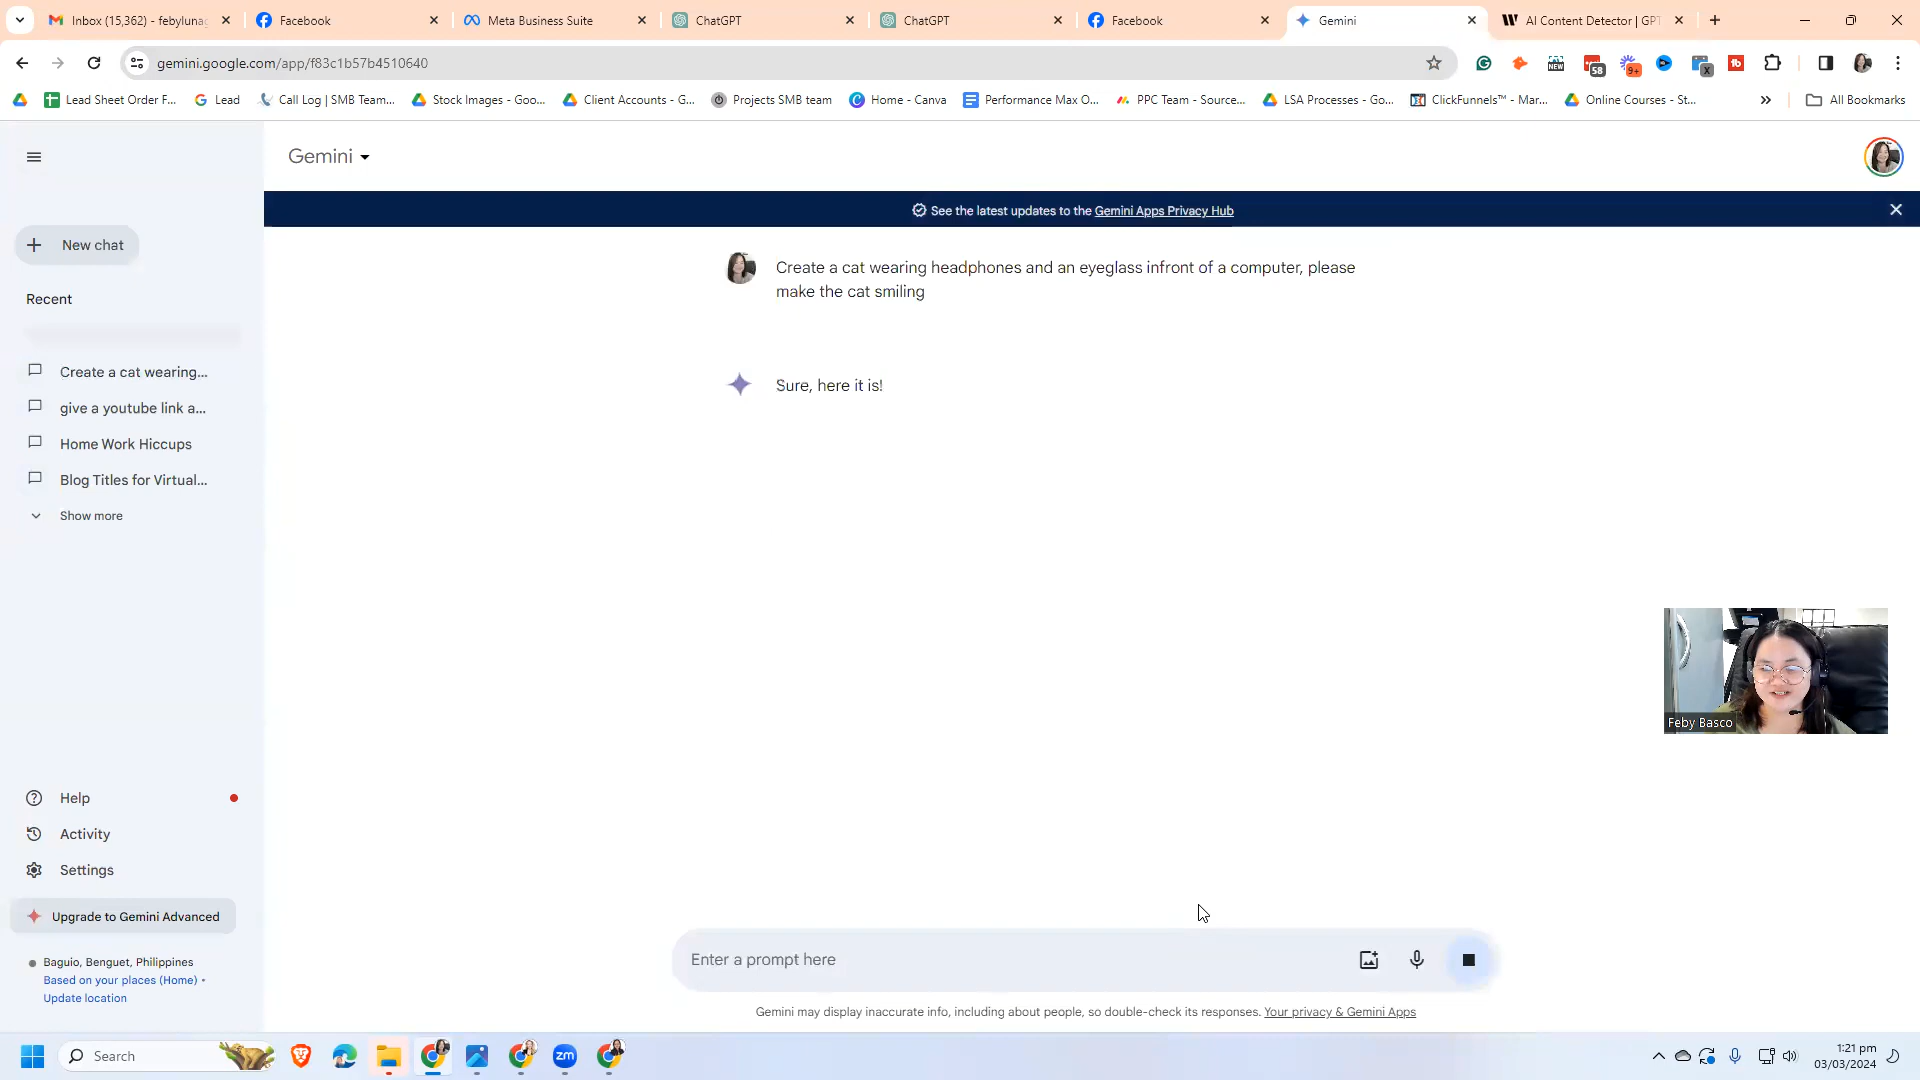 Inbox (15,362) - febyluna
Facebook
Meta Business Suite
ChatGPT
ChatGPT
Facebook
Gemini
AI Content Detector | GPT
gemini.google.com/app/f83c1b57b4510640
NEW
58
9+
X
Lead Sheet Order F...
Lead
Call Log | SMB Team...
Stock Images - Goo...
Client Accounts - G...
Projects SMB team
Home - Canva
Performance Max O...
PPC Team - Source...
LSA Processes - Go...
ClickFunnels™ - Mar...
Online Courses - St...
All Bookmarks
Gemini
See the latest updates to the Gemini Apps Privacy Hub
New chat
Recent
Create a cat wearing...
give a youtube link a...
Home Work Hiccups
Blog Titles for Virtual...
Show more
Create a cat wearing headphones and an eyeglass infront of a computer, please
make the cat smiling
Sure, here it is!
Feby Basco
Help
Activity
Settings
Upgrade to Gemini Advanced
Baguio, Benguet, Philippines
Based on your places (Home) •
Update location
Enter a prompt here
Gemini may display inaccurate info, including about people, so double-check its responses. Your privacy & Gemini Apps
Search
zm
1:21 pm
03/03/2024